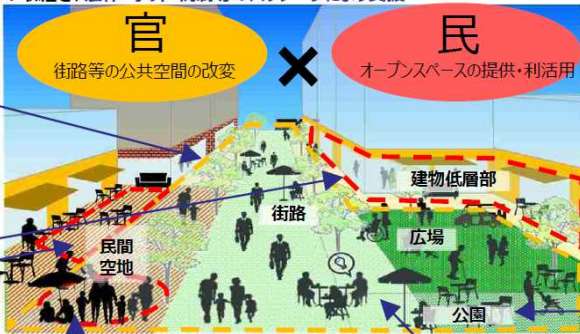 官
街路等の公共空間の改変
×
民
オープンスペースの提供・利活用
建物低層部
街路
広場
民間
空地
公園